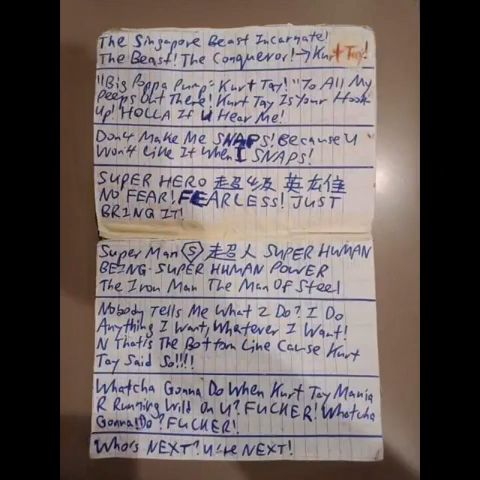 The Singapore Beast Incarnate!
The Beast! The Conqueror! → Kurt Tay!
"Big Poppa Pump- Kurt Tay!" "To All My
Peeps Out There! Kurt Tay Is Your Hook-
Up! HOLLA If U Hear Me!
Don4 Make Me SNAPS! Because U
Won4 Like It When I SNAPS!
SUPER HERO 超级 英雄
NO FEAR! FEARLESS! JUST
BRING IT!
Super Man S 超人 SUPER HUMAN
BEING- SUPER HUMAN POWER
The Iron Man The Man Of Steel
Nobody Tells Me What 2 Do? I Do
Anything I Want, Whatever I Want!
N That's The Bottom Line Cause Kurt
Tay Said So!!!!
Whatcha Gonna Do When Kurt Tay Mania
R Running Wild On U? FUCKER! Whatcha
Gonna Do? FUCKER!
Who's NEXT? U're NEXT!